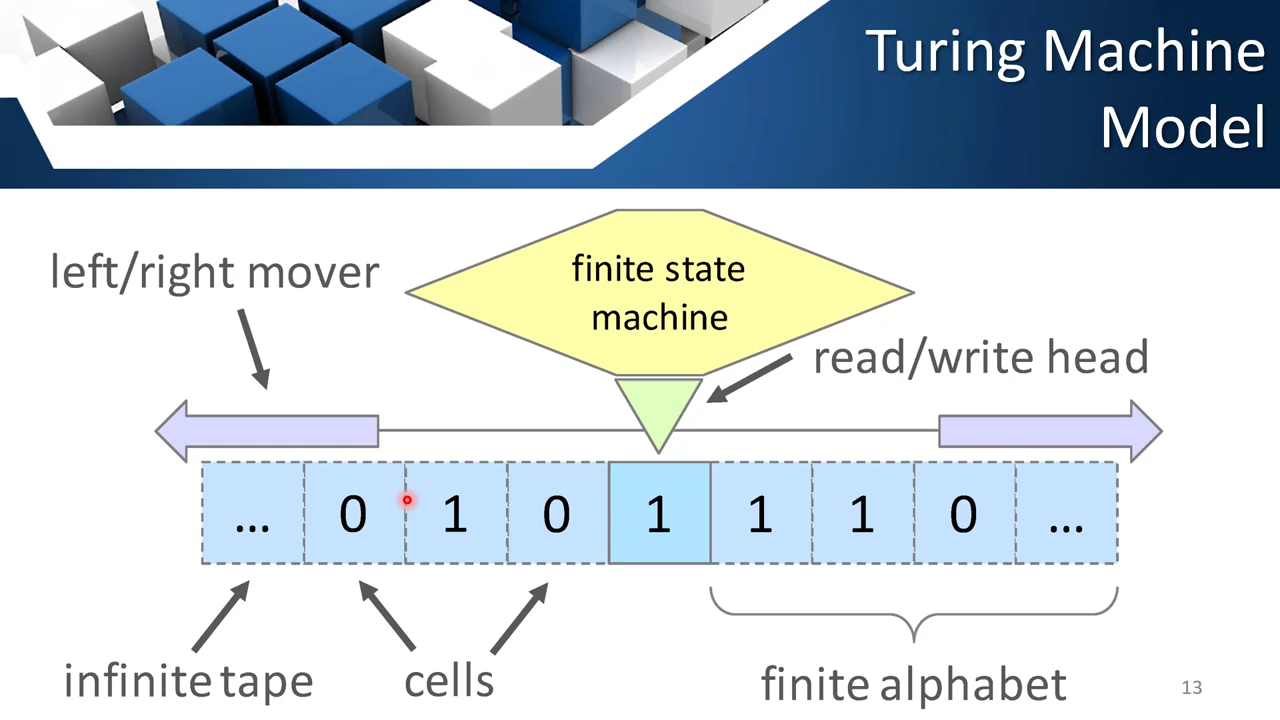 Turing Machine
Model
left/right mover
finite state
machine
read/write head
… 0 1 0 1 1 1 0 …
infinite tape
cells
finite alphabet
13